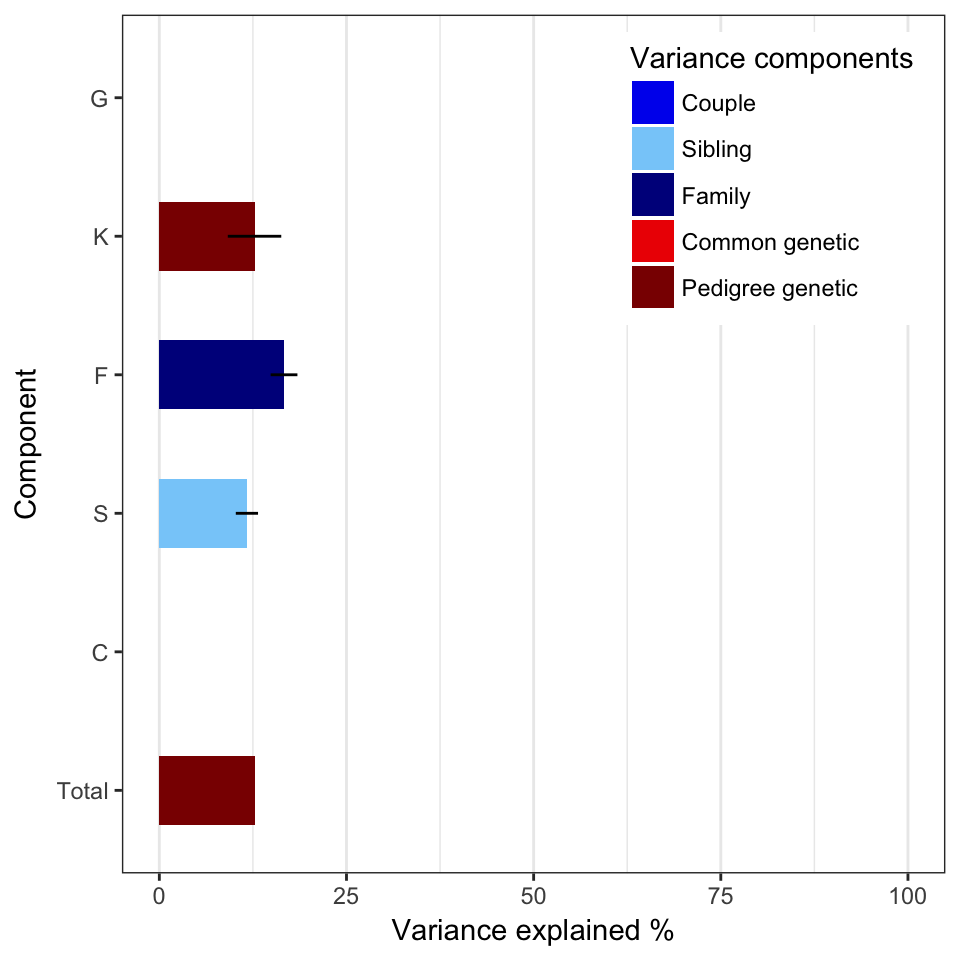 Variance components
Couple
Sibling
Family
Common genetic
Pedigree genetic
Component
G
K
F
S
C
Total
0 25 50 75 100
Variance explained %